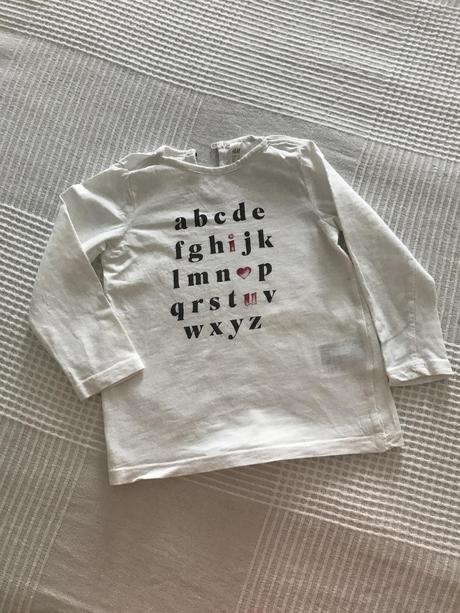 abcde
fghijk
lmn❤p
qrstuv
wxyz